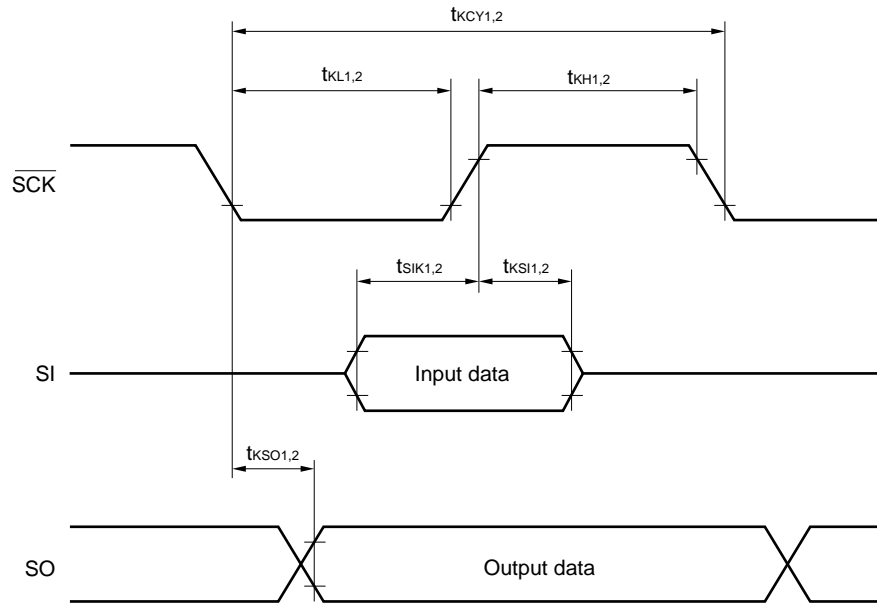 tKCY1,2
tKL1,2
tKH1,2
SCK
tSIK1,2
tKSI1,2
SI
Input data
tKSO1,2
SO
Output data